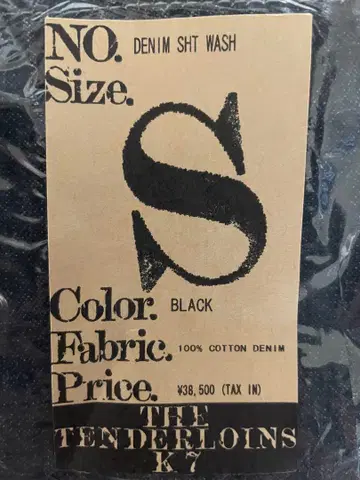 NO. DENIM SHT WASH
Size.
S
Color. BLACK
Fabric. 100% COTTON DENIM
Price. ¥38,500 (TAX IN)
THE
TENDERLOINS
K7